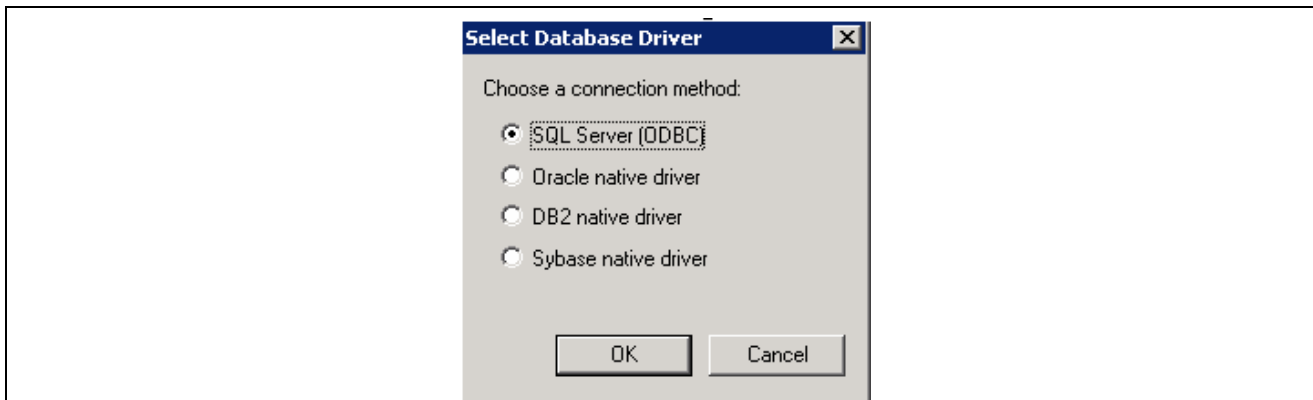 Select Database Driver
Choose a connection method:
SQL Server (ODBC)
Oracle native driver
DB2 native driver
Sybase native driver
OK Cancel